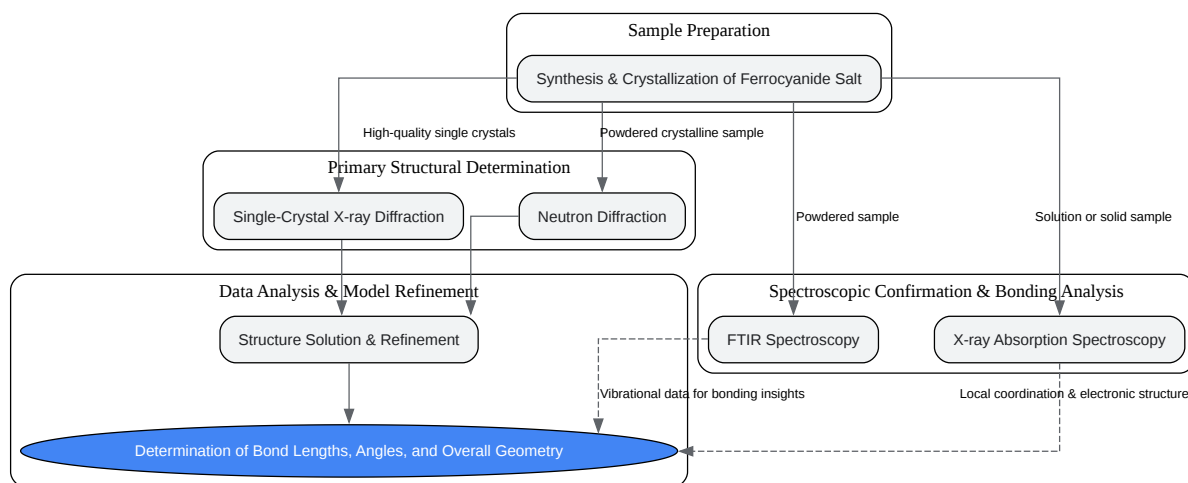 Sample Preparation
Synthesis & Crystallization of Ferrocyanide Salt
High-quality single crystals
Powdered crystalline sample
Primary Structural Determination
Single-Crystal X-ray Diffraction
Neutron Diffraction
Powdered sample
Solution or solid sample
Data Analysis & Model Refinement
Spectroscopic Confirmation & Bonding Analysis
Structure Solution & Refinement
FTIR Spectroscopy
X-ray Absorption Spectroscopy
Vibrational data for bonding insights
Local coordination & electronic structure
Determination of Bond Lengths, Angles, and Overall Geometry